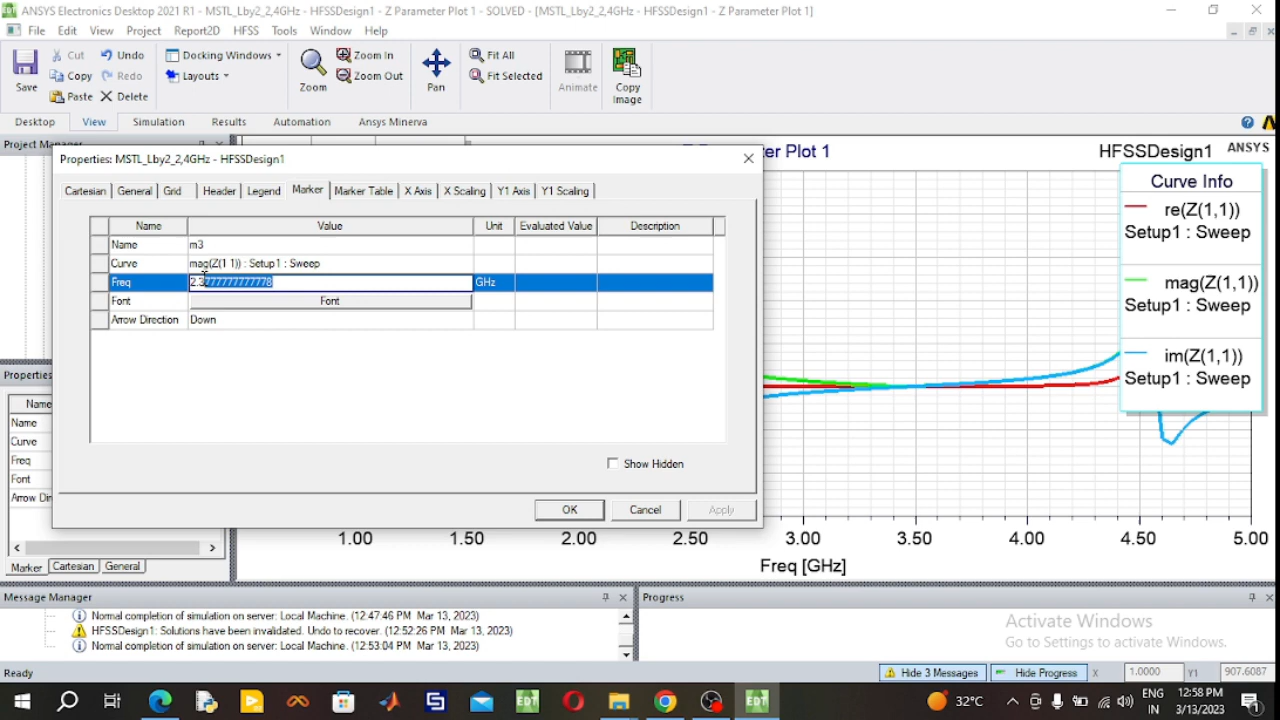 ANSYS Electronics Desktop 2021 R1 - MSTL_Lby2_2,4GHz - HFSSDesign1 - Z Parameter Plot 1 - SOLVED - [MSTL_Lby2_2,4GHz - HFSSDesign1 - Z Parameter Plot 1]
File Edit View Project Report2D HFSS Tools Window Help
Save Cut Copy Paste Undo Redo Delete Docking Windows Layouts Zoom Zoom In Zoom Out Pan Fit All Fit Selected Animate Copy Image
Desktop View Simulation Results Automation Ansys Minerva
Project Manager
Properties: MSTL_Lby2_2,4GHz - HFSSDesign1
Cartesian General Grid Header Legend Marker Marker Table X Axis X Scaling Y1 Axis Y1 Scaling
Name Value Unit Evaluated Value Description
Name m3
Curve mag(Z(1 1)) : Setup1 : Sweep
Freq 2.3777777777778 GHz
Font Font
Arrow Direction Down
Show Hidden
OK Cancel Apply
er Plot 1 HFSSDesign1 ANSYS
Curve Info
re(Z(1,1))
Setup1 : Sweep
mag(Z(1,1))
Setup1 : Sweep
im(Z(1,1))
Setup1 : Sweep
Properties
Name
Name
Curve
Freq
Font
Arrow Dir
Marker Cartesian General
1.00 1.50 2.00 2.50 3.00 3.50 4.00 4.50 5.00
Freq [GHz]
Message Manager
Normal completion of simulation on server: Local Machine. (12:47:46 PM Mar 13, 2023)
HFSSDesign1: Solutions have been invalidated. Undo to recover. (12:52:26 PM Mar 13, 2023)
Normal completion of simulation on server: Local Machine. (12:53:04 PM Mar 13, 2023)
Progress
Activate Windows
Go to Settings to activate Windows.
Ready Hide 3 Messages Hide Progress X 1.0000 Y1 907.6087
32°C ENG IN 12:58 PM 3/13/2023